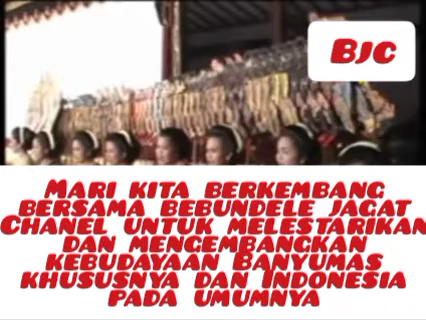 BJC
Mari kita berkembang
bersama bebundele jagat
Chanel untuk melestarikan
dan mengembangkan
kebudayaan Banyumas
khususnya dan Indonesia
pada umumnya